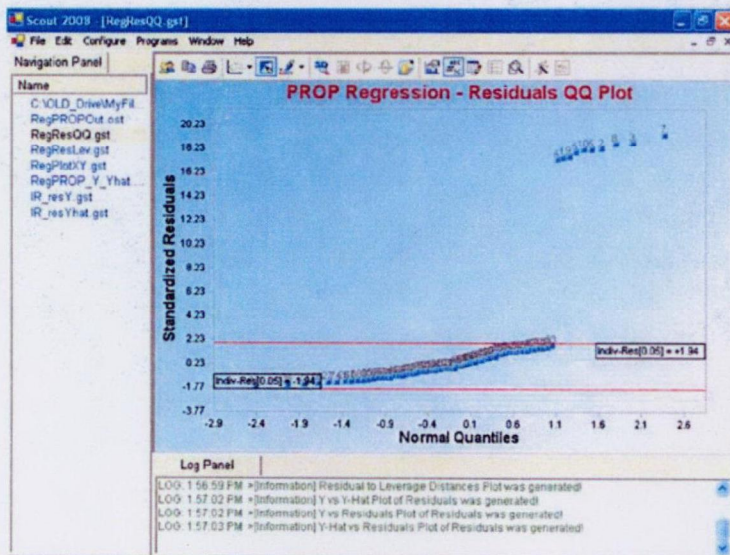 Scout 2008 - [RegResQQ.gst]
File Edit Configure Programs Window Help
Navigation Panel
Name
C:\OLD_Drive\MyFil...
RegPROPOut.ost
RegResQQ.gst
RegResLev.gst
RegPlotXY.gst
RegPROP_Y_Yhat...
IR_resY.gst
IR_resYhat.gst
PROP Regression - Residuals QQ Plot
Standardized Residuals
20.23
18.23
16.23
14.23
12.23
10.23
8.23
6.23
4.23
2.23
0.23
-1.77
-3.77
Indiv-Res[0.05] = +1.94
Indiv-Res[0.05] = -1.94
-2.9 -2.4 -1.9 -1.4 -0.9 -0.4 0.1 0.6 1.1 1.6 2.1 2.6
Normal Quantiles
Log Panel
LOG: 1:56:59 PM >[Information] Residual to Leverage Distances Plot was generated!
LOG: 1:57:02 PM >[Information] Y vs Y-Hat Plot of Residuals was generated!
LOG: 1:57:02 PM >[Information] Y vs Residuals Plot of Residuals was generated!
LOG: 1:57:03 PM >[Information] Y-Hat vs Residuals Plot of Residuals was generated!